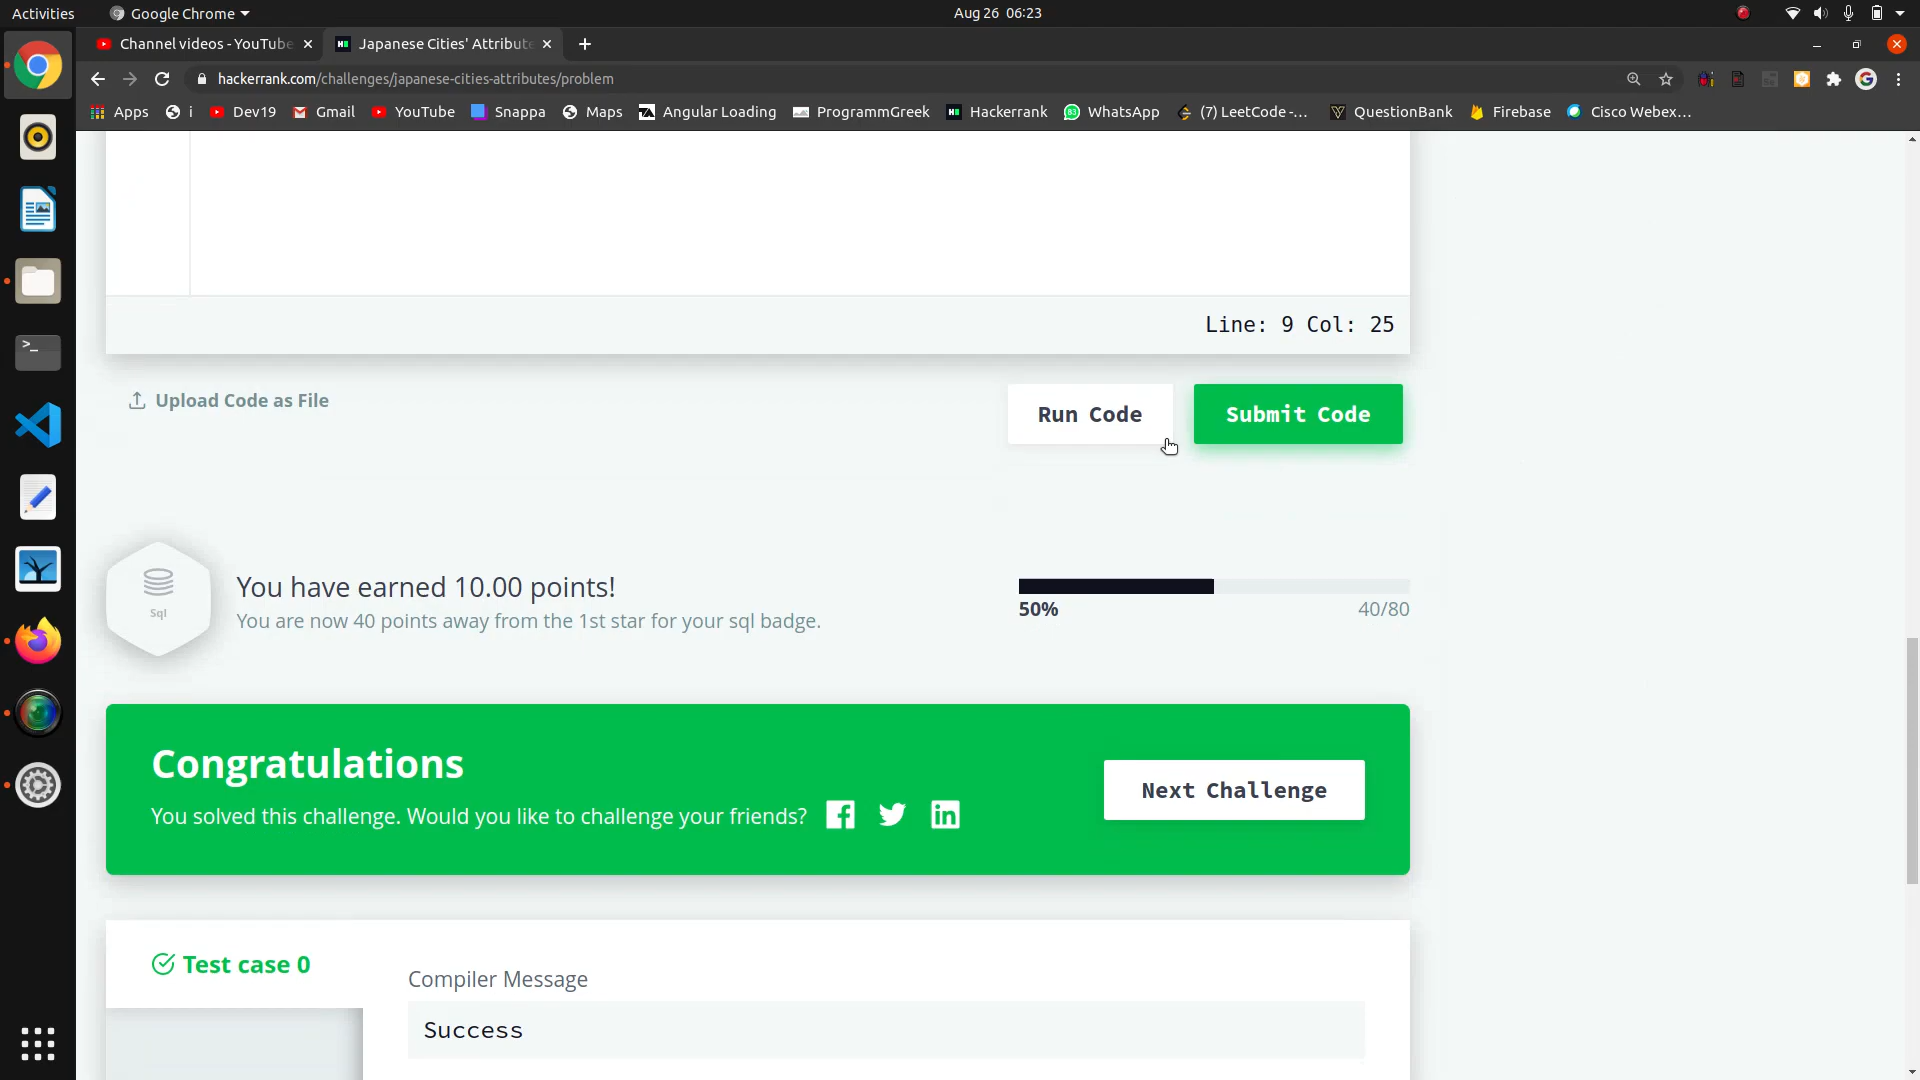 Activities
Google Chrome
Aug 26 06:23
Channel videos - YouTube
Japanese Cities' Attribute
hackerrank.com/challenges/japanese-cities-attributes/problem
Apps
i
Dev19
Gmail
YouTube
Snappa
Maps
Angular Loading
ProgrammGreek
Hackerrank
WhatsApp
(7) LeetCode -...
QuestionBank
Firebase
Cisco Webex...
Line: 9 Col: 25
Upload Code as File
Run Code
Submit Code
Sql
You have earned 10.00 points!
You are now 40 points away from the 1st star for your sql badge.
50%
40/80
Congratulations
You solved this challenge. Would you like to challenge your friends?
Next Challenge
Test case 0
Compiler Message
Success